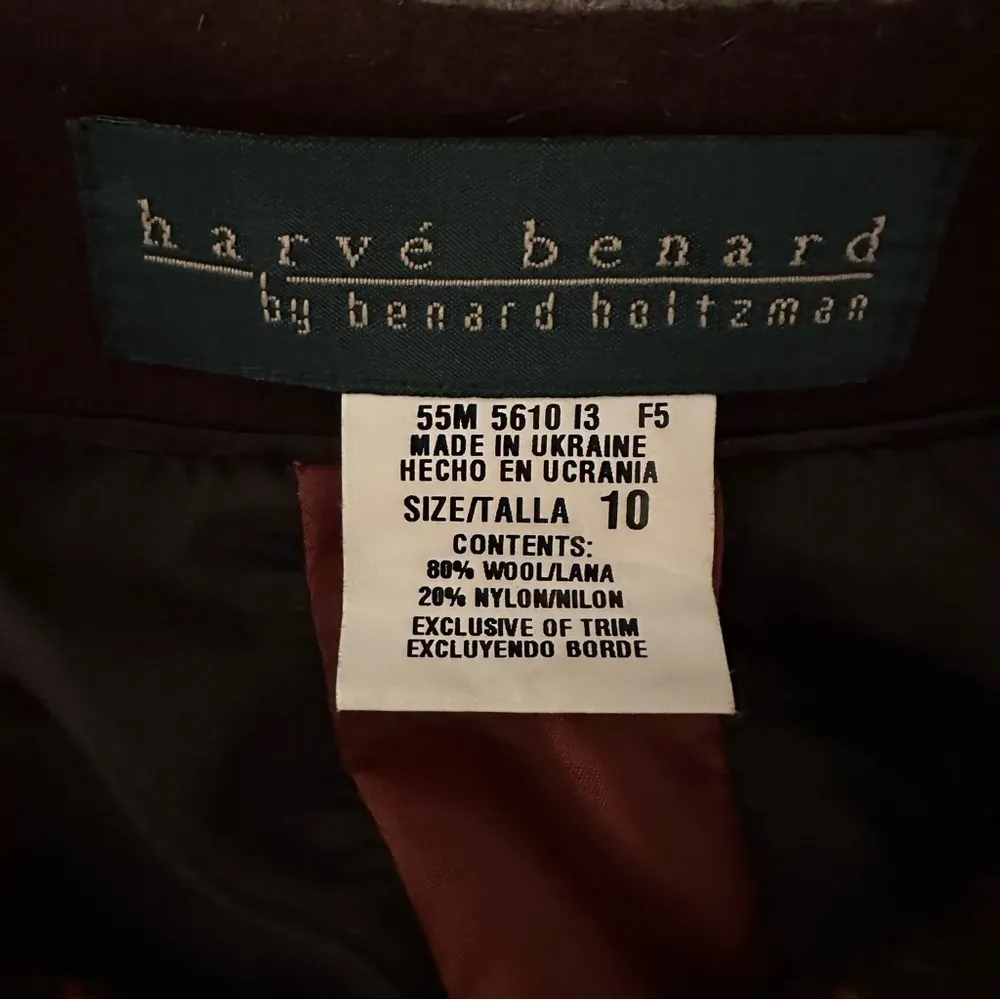 harvé benard
by benard holtzman
55M 5610 I3 F5
MADE IN UKRAINE
HECHO EN UCRANIA
SIZE/TALLA 10
CONTENTS:
80% WOOL/LANA
20% NYLON/NILON
EXCLUSIVE OF TRIM
EXCLUYENDO BORDE